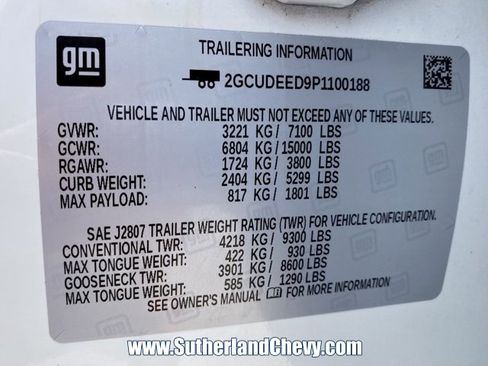 gm
TRAILERING INFORMATION
2GCUDEED9P1100188
VEHICLE AND TRAILER MUST NOT EXCEED ANY OF THESE VALUES.
GVWR: 3221 KG / 7100 LBS
GCWR: 6804 KG / 15000 LBS
RGAWR: 1724 KG / 3800 LBS
CURB WEIGHT: 2404 KG / 5299 LBS
MAX PAYLOAD: 817 KG / 1801 LBS
SAE J2807 TRAILER WEIGHT RATING (TWR) FOR VEHICLE CONFIGURATION.
CONVENTIONAL TWR: 4218 KG / 9300 LBS
MAX TONGUE WEIGHT: 422 KG / 930 LBS
GOOSENECK TWR: 3901 KG / 8600 LBS
MAX TONGUE WEIGHT: 585 KG / 1290 LBS
SEE OWNER'S MANUAL FOR MORE INFORMATION
www.SutherlandChevy.com